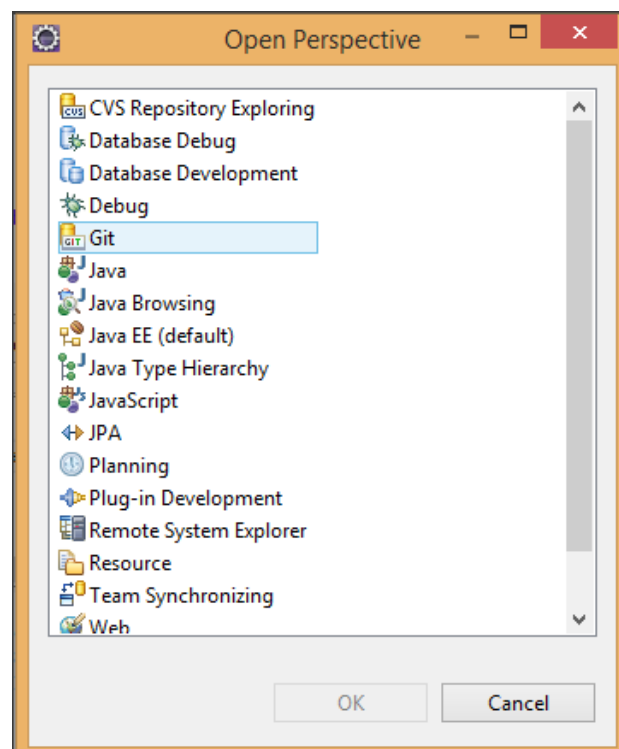 Open Perspective
CVS Repository Exploring
Database Debug
Database Development
Debug
GIT Git
Java
Java Browsing
Java EE (default)
Java Type Hierarchy
JavaScript
JPA
Planning
Plug-in Development
Remote System Explorer
Resource
Team Synchronizing
Web
OK Cancel